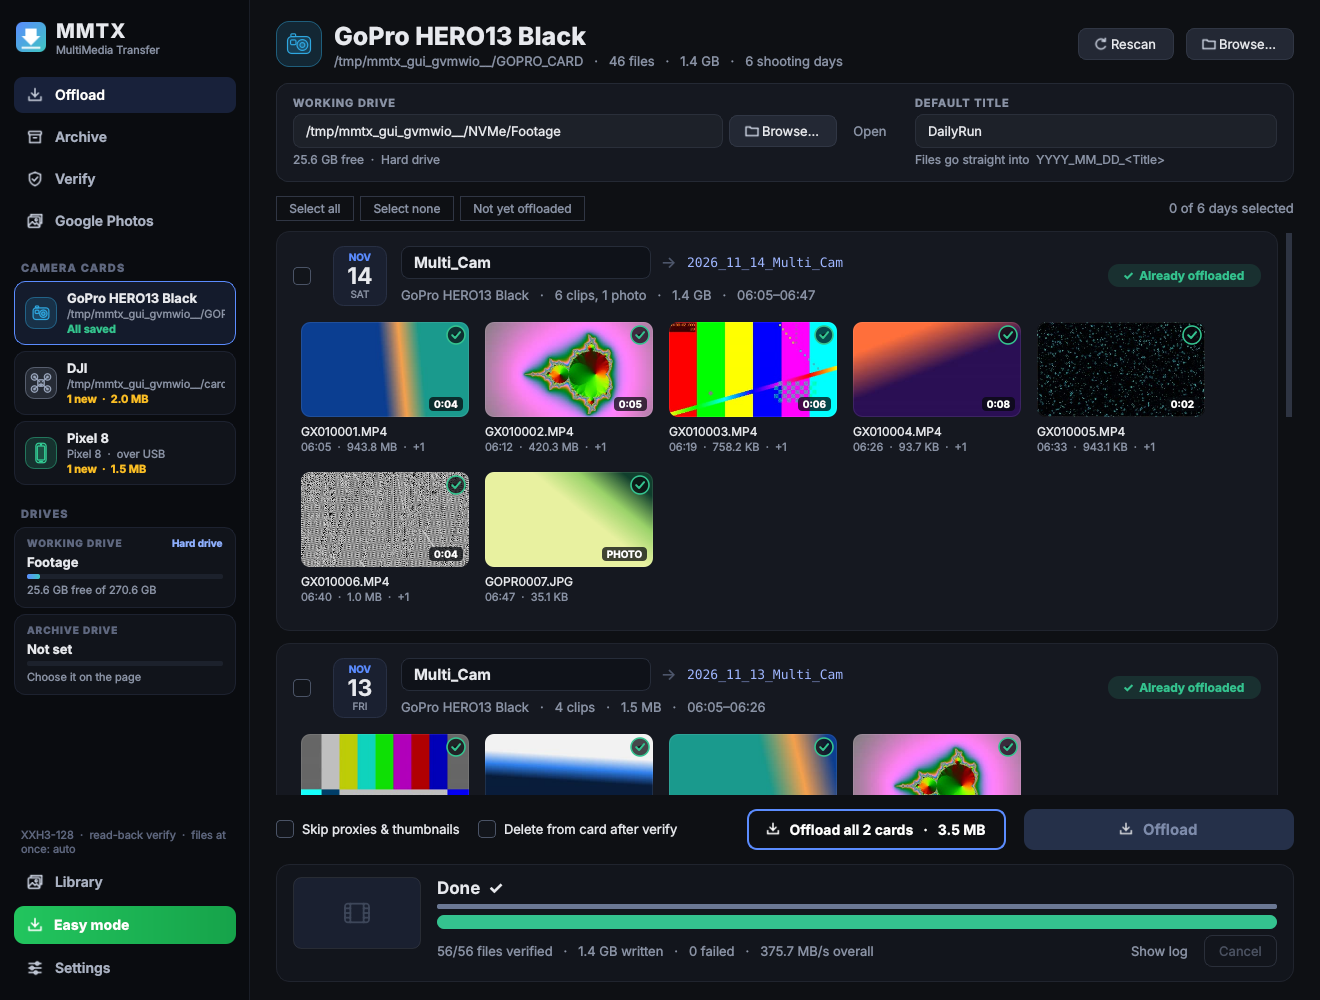 MMTX
MultiMedia Transfer
Offload
Archive
Verify
Google Photos
CAMERA CARDS
GoPro HERO13 Black
/tmp/mmtx_gui_gvmwio__/GOP
All saved
DJI
/tmp/mmtx_gui_gvmwio__/card
1 new · 2.0 MB
Pixel 8
Pixel 8 · over USB
1 new · 1.5 MB
DRIVES
WORKING DRIVE Hard drive
Footage
25.6 GB free of 270.6 GB
ARCHIVE DRIVE
Not set
Choose it on the page
XXH3-128 · read-back verify · files at
once: auto
Library
Easy mode
Settings
GoPro HERO13 Black
/tmp/mmtx_gui_gvmwio__/GOPRO_CARD · 46 files · 1.4 GB · 6 shooting days
Rescan
Browse...
WORKING DRIVE
/tmp/mmtx_gui_gvmwio__/NVMe/Footage
Browse...
Open
25.6 GB free · Hard drive
DEFAULT TITLE
DailyRun
Files go straight into YYYY_MM_DD_<Title>
Select all
Select none
Not yet offloaded
0 of 6 days selected
NOV
14
SAT
Multi_Cam
→ 2026_11_14_Multi_Cam
GoPro HERO13 Black · 6 clips, 1 photo · 1.4 GB · 06:05–06:47
Already offloaded
0:04
GX010001.MP4
06:05 · 943.8 MB · +1
0:05
GX010002.MP4
06:12 · 420.3 MB · +1
0:06
GX010003.MP4
06:19 · 758.2 KB · +1
0:08
GX010004.MP4
06:26 · 93.7 KB · +1
0:02
GX010005.MP4
06:33 · 943.1 KB · +1
0:04
GX010006.MP4
06:40 · 1.0 MB · +1
PHOTO
GOPR0007.JPG
06:47 · 35.1 KB
NOV
13
FRI
Multi_Cam
→ 2026_11_13_Multi_Cam
GoPro HERO13 Black · 4 clips · 1.5 MB · 06:05–06:26
Already offloaded
Skip proxies & thumbnails
Delete from card after verify
Offload all 2 cards · 3.5 MB
Offload
Done ✓
56/56 files verified · 1.4 GB written · 0 failed · 375.7 MB/s overall
Show log
Cancel